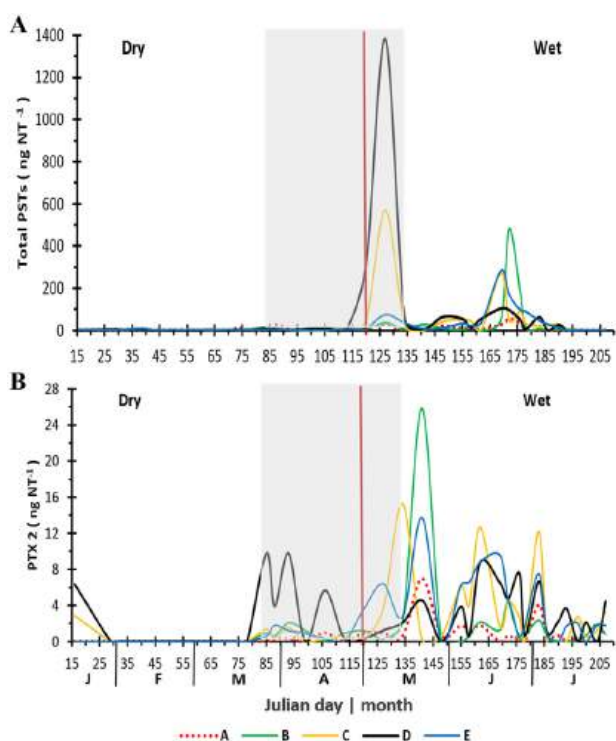 A
Total PSTs ( ng NT⁻¹ )
1400
1200
1000
800
600
400
200
0
Dry
Wet
15 25 35 45 55 65 75 85 95 105 115 125 135 145 155 165 175 185 195 205
B
PTX 2 ( ng NT⁻¹ )
28
24
20
16
12
8
4
0
Dry
Wet
15 25 35 45 55 65 75 85 95 105 115 125 135 145 155 165 175 185 195 205
J F M A M J J
Julian day | month
A B C D E